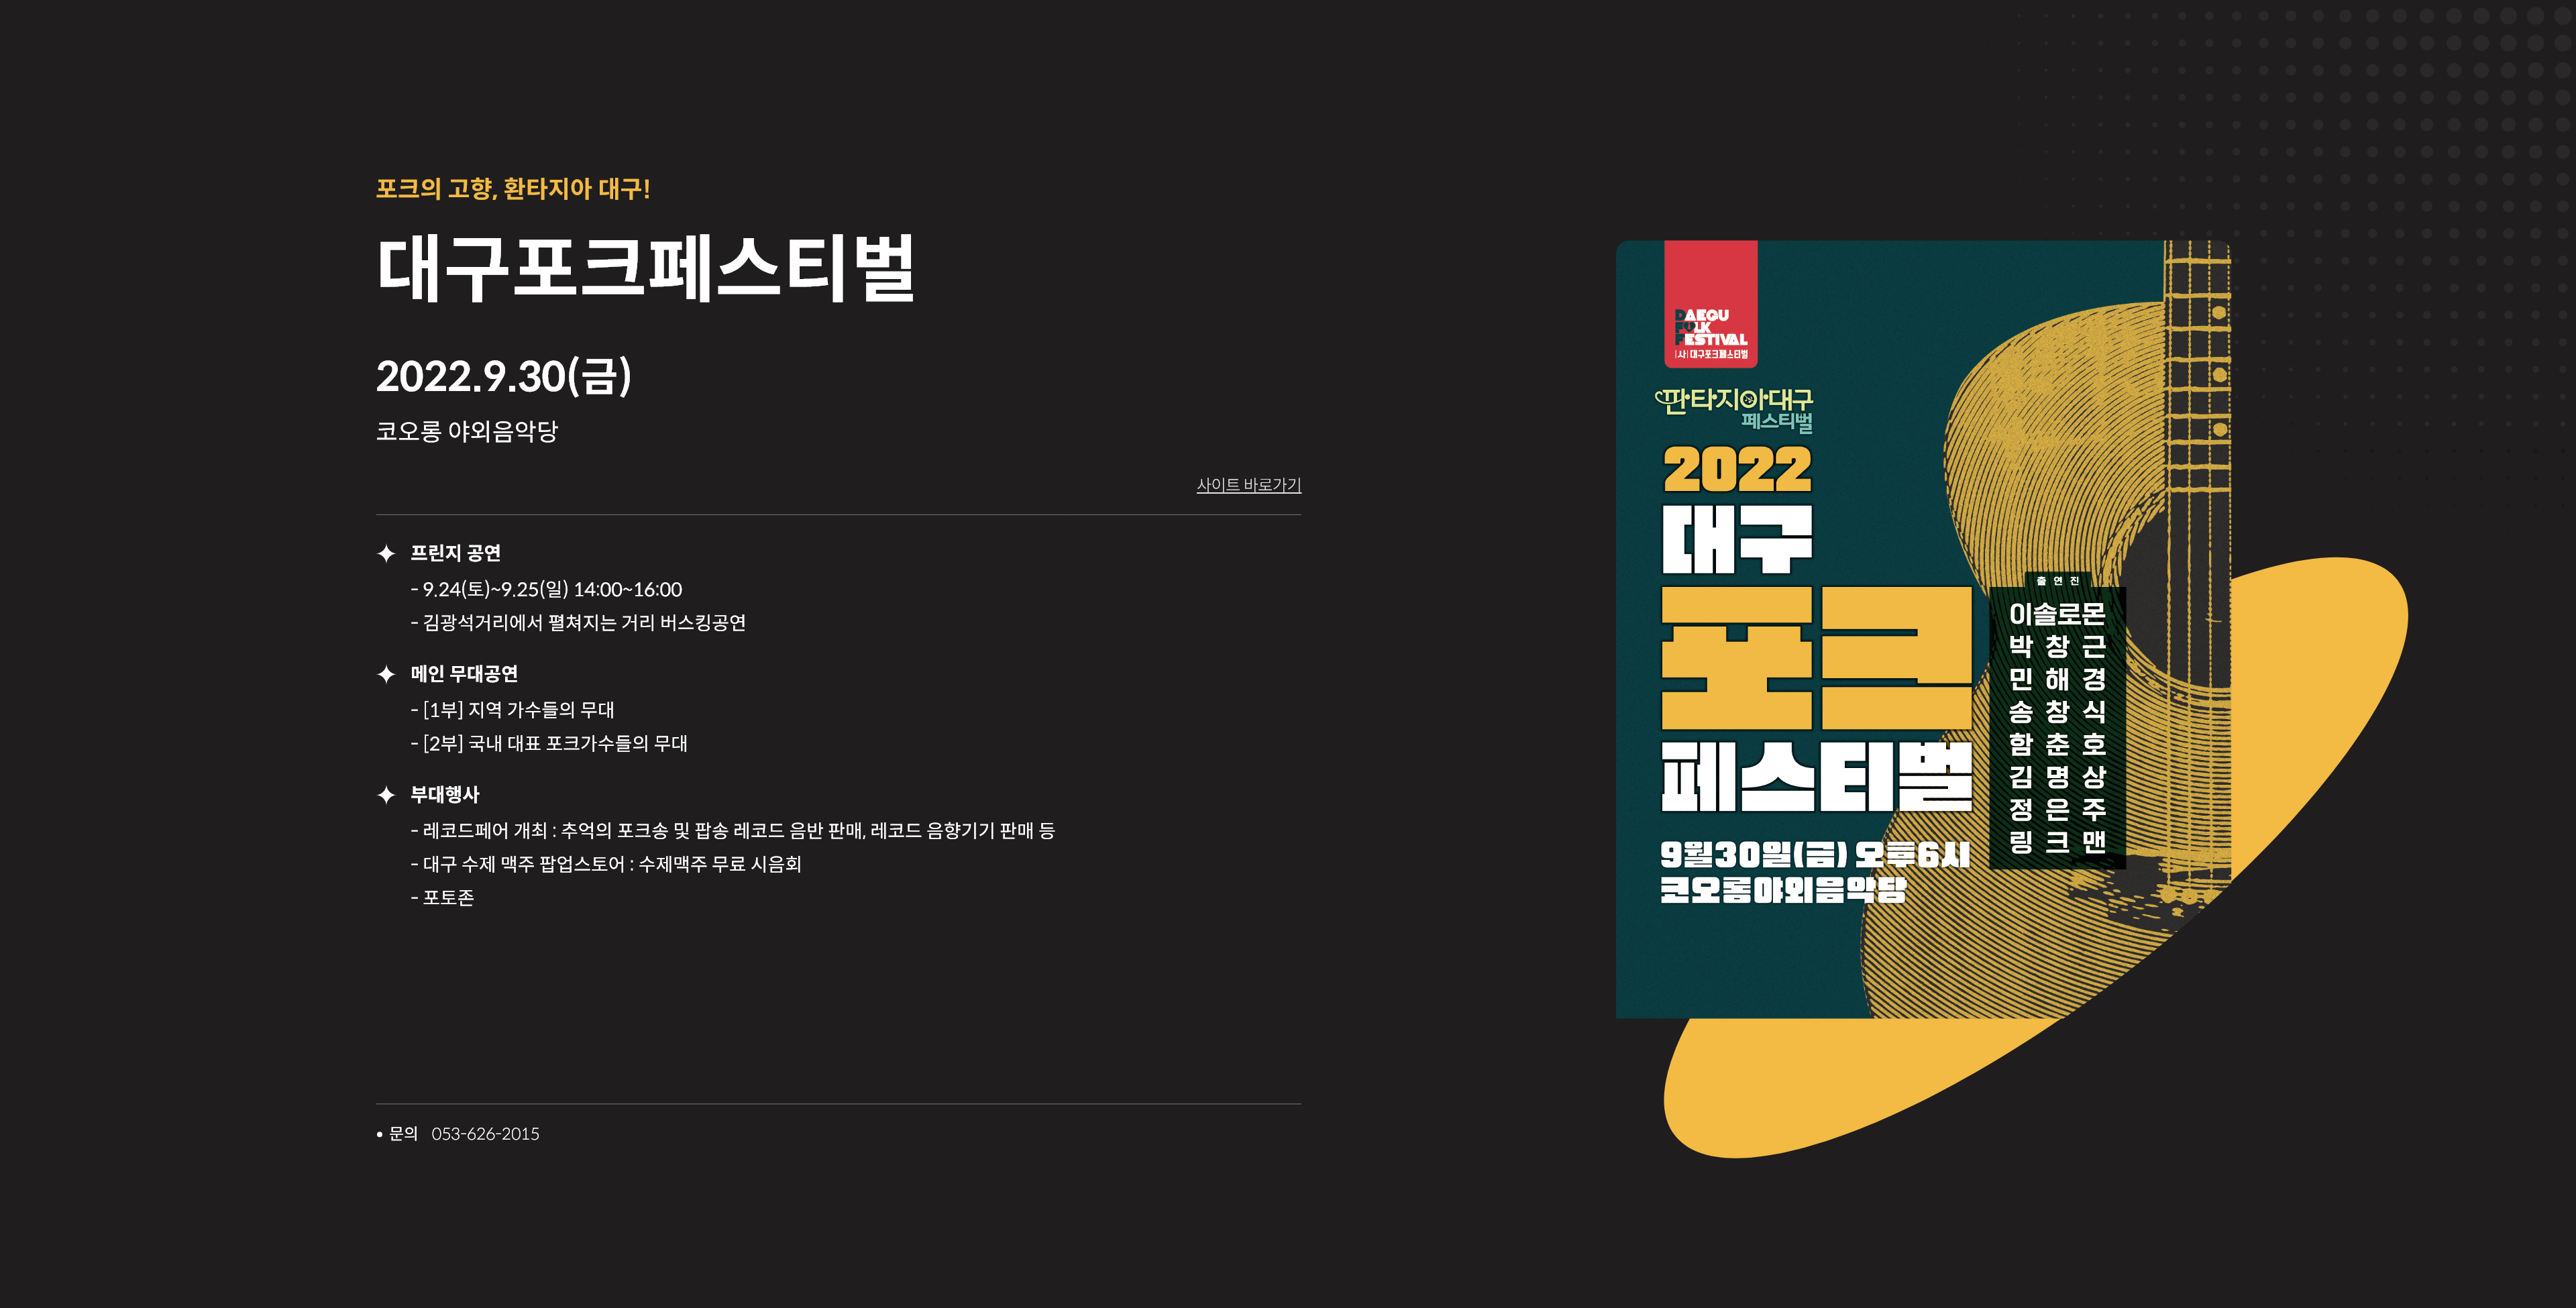 포크의 고향, 환타지아 대구!
대구포크페스티벌
2022.9.30(금)
코오롱 야외음악당
사이트 바로가기
프린지 공연
- 9.24(토)~9.25(일) 14:00~16:00
- 김광석거리에서 펼쳐지는 거리 버스킹공연
메인 무대공연
- [1부] 지역 가수들의 무대
- [2부] 국내 대표 포크가수들의 무대
부대행사
- 레코드페어 개최 : 추억의 포크송 및 팝송 레코드 음반 판매, 레코드 음향기기 판매 등
- 대구 수제 맥주 팝업스토어 : 수제맥주 무료 시음회
- 포토존
• 문의 053-626-2015
DAEGU
FOLK
FESTIVAL
(사)대구포크페스티벌
판타지아대구
페스티벌
2022
대구
포크
페스티벌
9월30일(금) 오후6시
코오롱야외음악당
출연진
이솔로몬
박창근
민해경
송창식
함춘호
김명상
정은주
링크맨